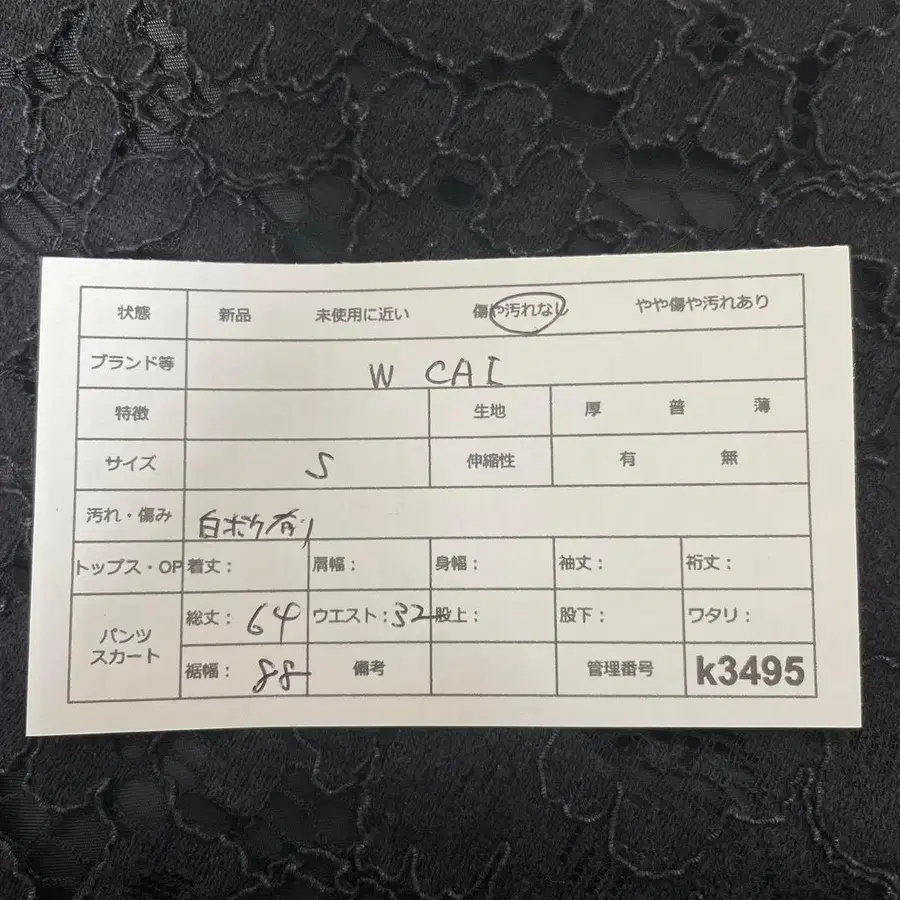 状態 新品 未使用に近い 傷や汚れなし やや傷や汚れあり
ブランド等 W CAI
特徴 生地 厚 普 薄
サイズ S 伸縮性 有 無
汚れ・傷み 白ボケ有り
トップス・OP 着丈: 肩幅: 身幅: 袖丈: 裄丈:
パンツ
スカート
総丈: 64 ウエスト: 32 股上: 股下: ワタリ:
裾幅: 88 備考 管理番号 k3495